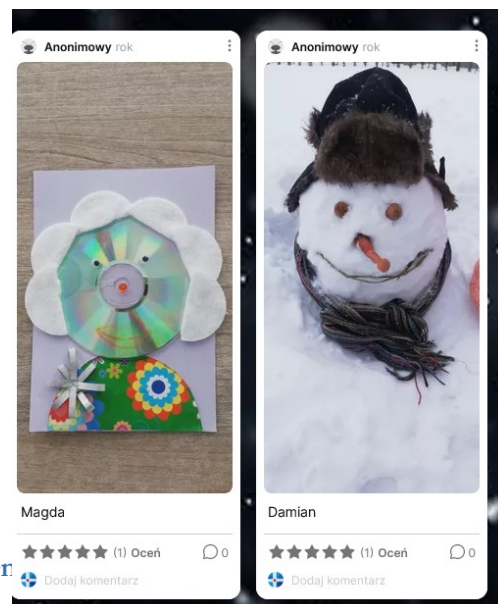 Anonimowy rok
Magda
(1) Oceń
0
Dodaj komentarz
Anonimowy rok
Damian
(1) Oceń
0
Dodaj komentarz